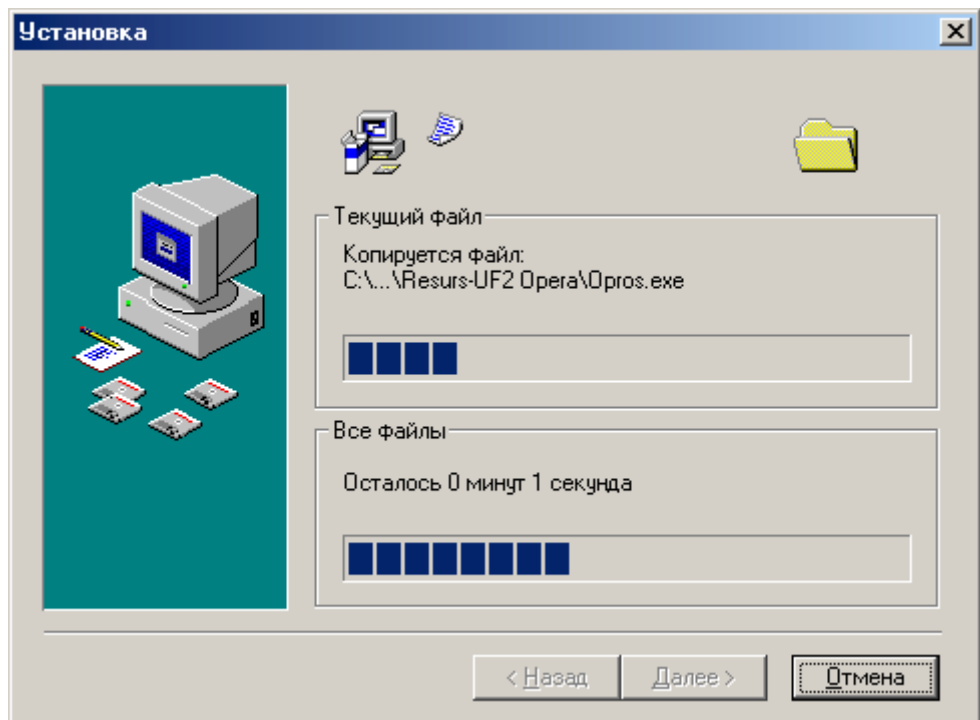 Установка
Текущий файл
Копируется файл:
C:\...\Resurs-UF2 Opera\Opros.exe
Все файлы
Осталось 0 минут 1 секунда
< Назад
Далее >
Отмена